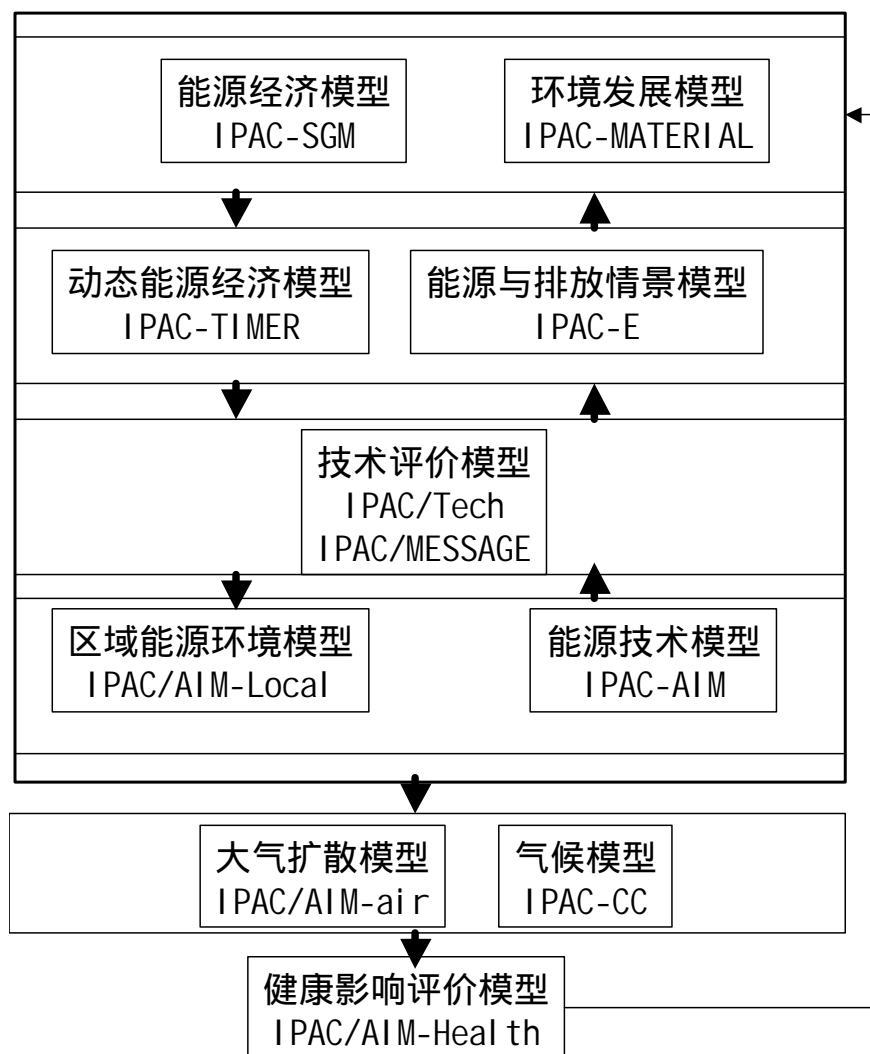 能源经济模型
IPAC-SGM
环境发展模型
IPAC-MATERIAL
动态能源经济模型
IPAC-TIMER
能源与排放情景模型
IPAC-E
技术评价模型
IPAC/Tech
IPAC/MESSAGE
区域能源环境模型
IPAC/AIM-Local
能源技术模型
IPAC-AIM
大气扩散模型
IPAC/AIM-air
气候模型
IPAC-CC
健康影响评价模型
IPAC/AIM-Health